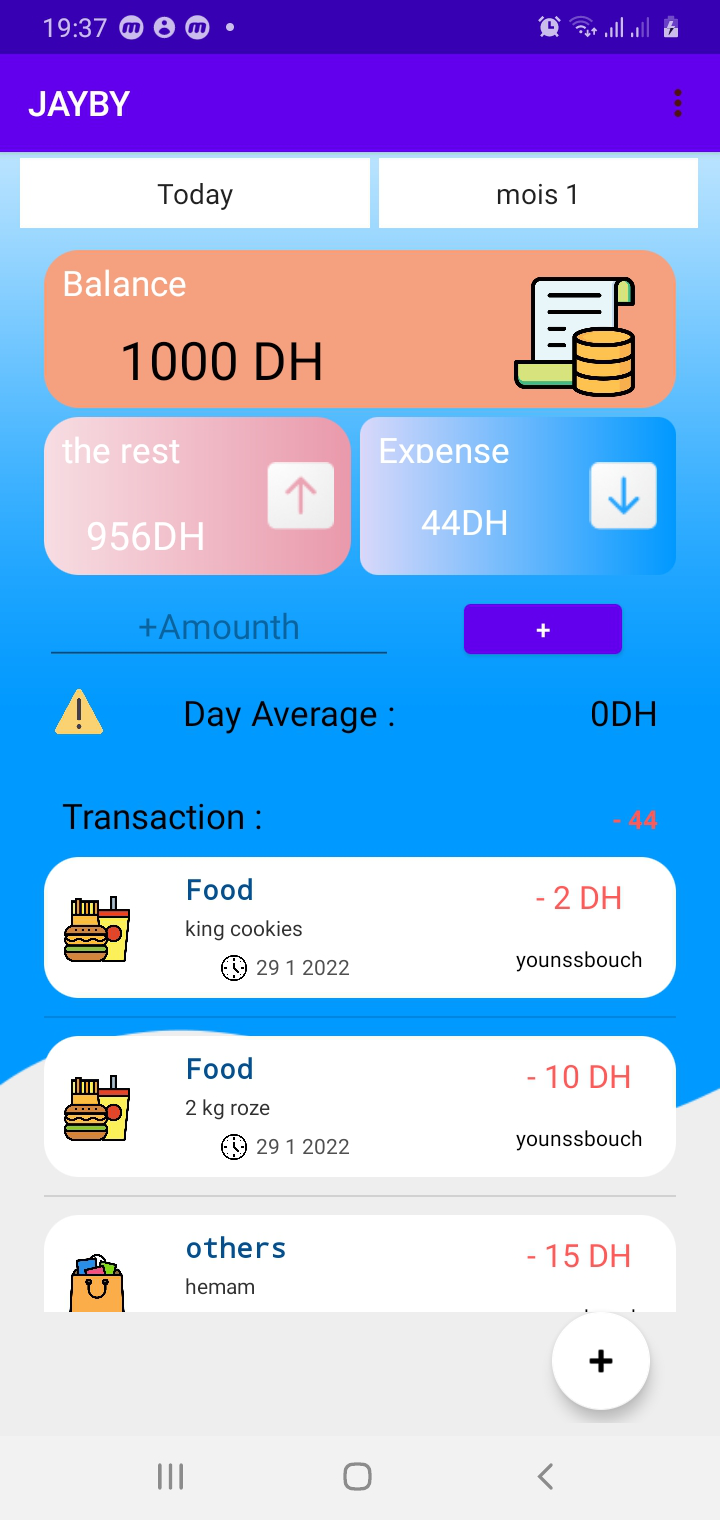 19:37
JAYBY
Today
mois 1
Balance
1000 DH
the rest
956DH
Expense
44DH
+Amounth
+
Day Average :
0DH
Transaction :
- 44
Food
- 2 DH
king cookies
29 1 2022
younssbouch
Food
- 10 DH
2 kg roze
29 1 2022
younssbouch
others
- 15 DH
hemam
+